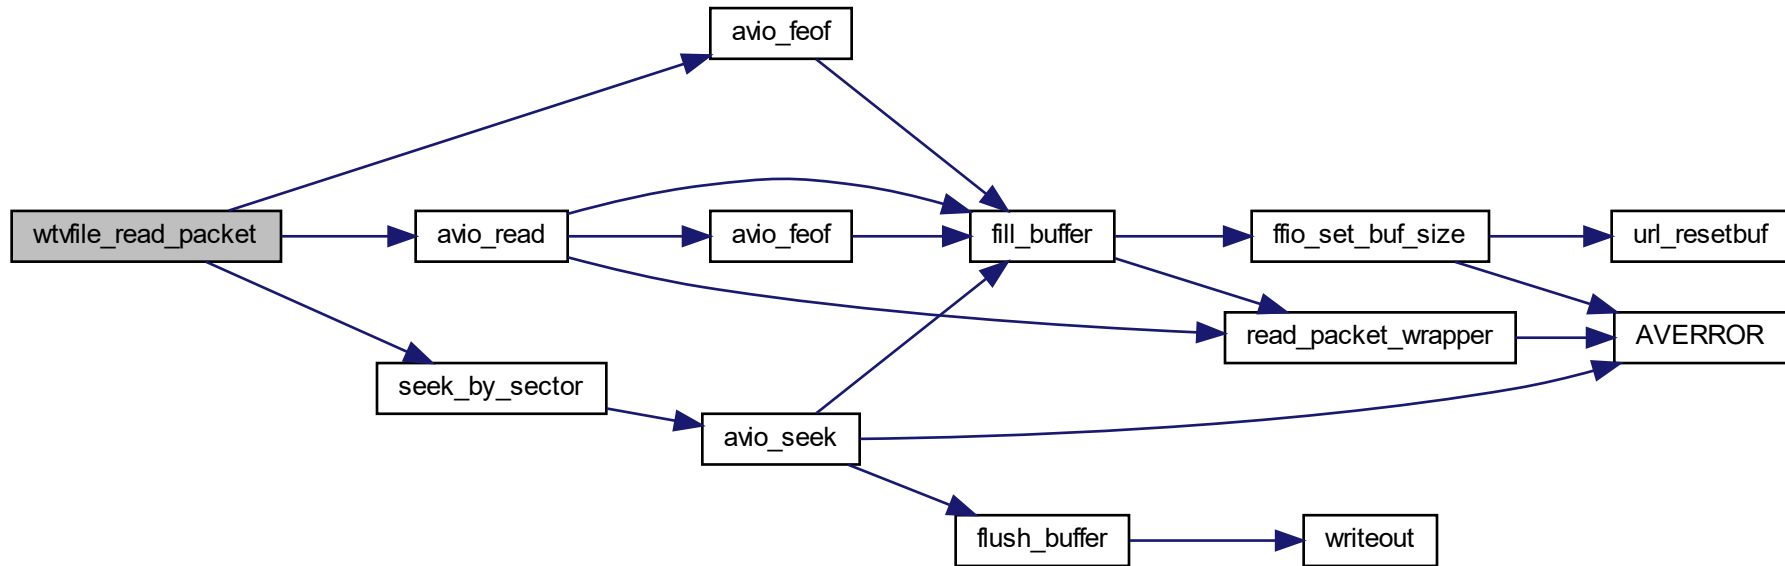 avio_feof
wtvfile_read_packet
avio_read
avio_feof
fill_buffer
ffio_set_buf_size
url_resetbuf
read_packet_wrapper
AVERROR
seek_by_sector
avio_seek
flush_buffer
writeout